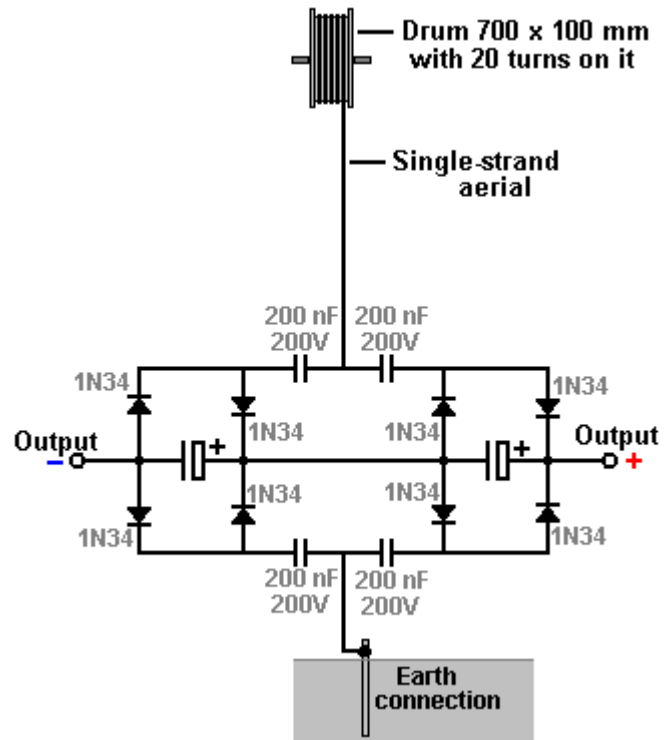 Drum 700 x 100 mm
with 20 turns on it
Single-strand
aerial
200 nF 200 nF
200V 200V
1N34 1N34
Output + + Output
1N34 1N34
- +
1N34 1N34
1N34 1N34
200 nF 200 nF
200V 200V
Earth
connection